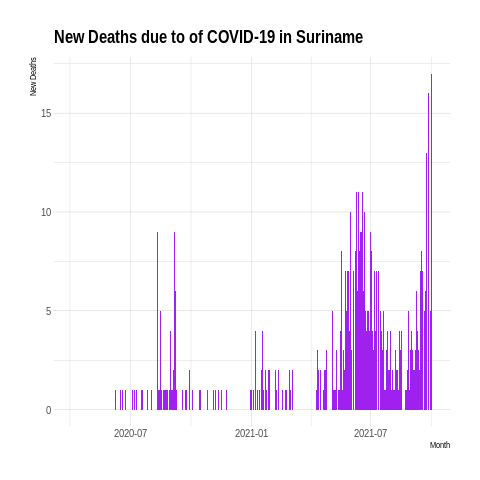 New Deaths due to of COVID-19 in Suriname
New Deaths
15
10
5
0
2020-07
2021-01
2021-07
Month